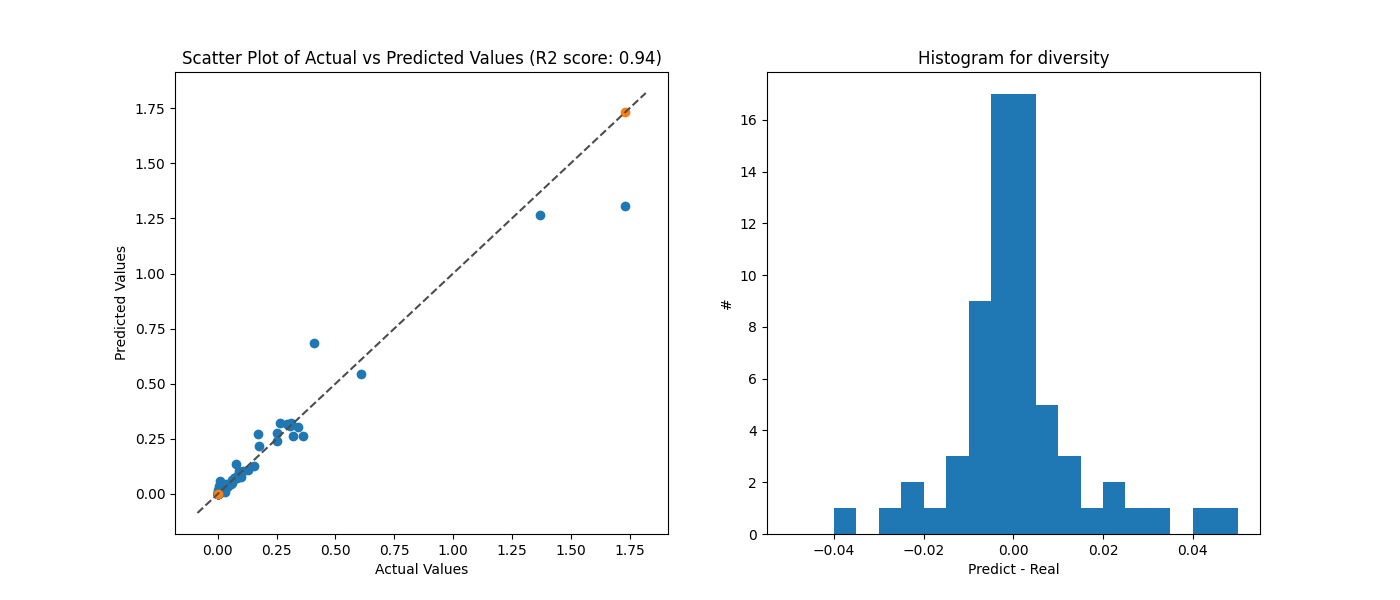 Scatter Plot of Actual vs Predicted Values (R2 score: 0.94)
Predicted Values
1.75
1.50
1.25
1.00
0.75
0.50
0.25
0.00
0.00 0.25 0.50 0.75 1.00 1.25 1.50 1.75
Actual Values
Histogram for diversity
#
16
14
12
10
8
6
4
2
0
−0.04 −0.02 0.00 0.02 0.04
Predict - Real